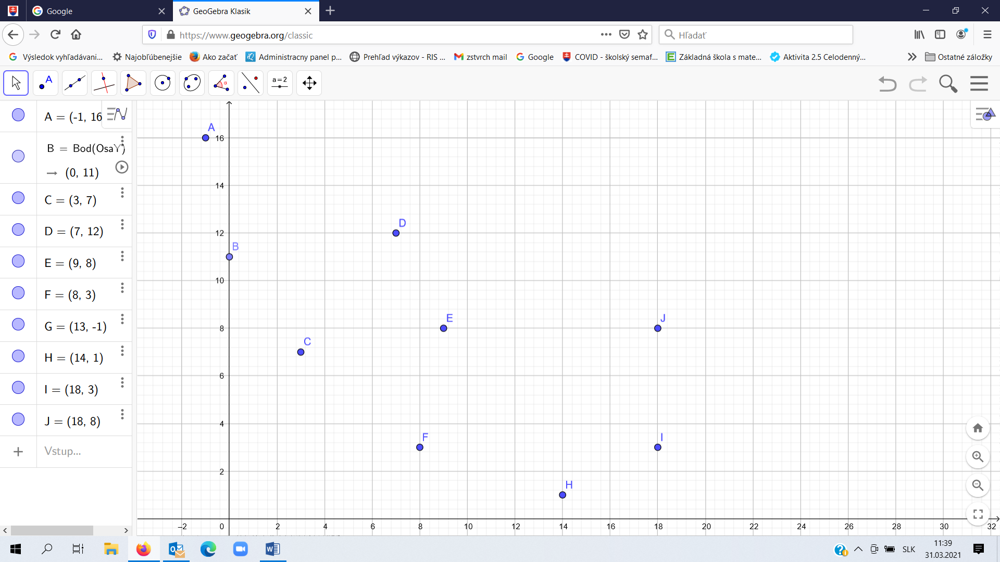 Google
GeoGebra Klasik
https://www.geogebra.org/classic
Hľadať
Výsledok vyhľadávani...
Najobľúbenejšie
Ako začať
Administracny panel p...
Prehľad výkazov - RIS ...
zstvrch mail
Google
COVID - školský semaf...
Základná škola s mate...
Aktivita 2.5 Celodenný...
Ostatné záložky
A
α
a = 2
A = (-1, 16
B = Bod(OsaY)
→ (0, 11)
C = (3, 7)
D = (7, 12)
E = (9, 8)
F = (8, 3)
G = (13, -1)
H = (14, 1)
I = (18, 3)
J = (18, 8)
Vstup...
A
16
14
D
12
B
10
E
J
8
C
6
4
F
I
2
H
–2 0 2 4 6 8 10 12 14 16 18 20 22 24 26 28 30 32
SLK
11:39
31.03.2021